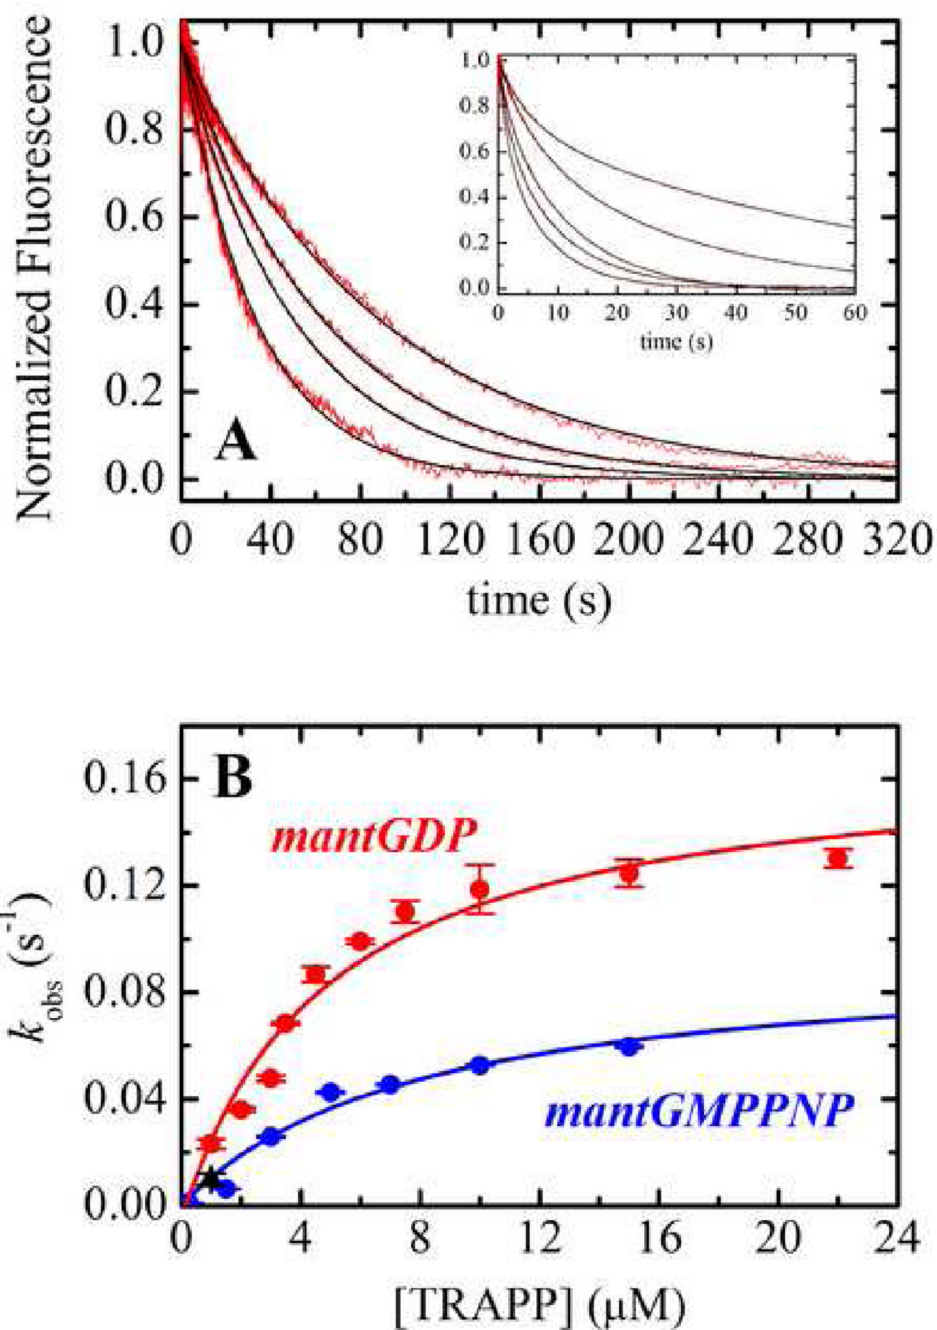 Normalized Fluorescence
1.0
0.8
0.6
0.4
0.2
0.0
A
1.0
0.8
0.6
0.4
0.2
0.0
0 10 20 30 40 50 60
time (s)
0 40 80 120 160 200 240 280 320
time (s)
B
k obs (s⁻¹)
0.16
0.12
0.08
0.04
0.00
mantGDP
mantGMPPNP
0 4 8 12 16 20 24
[TRAPP] (μM)